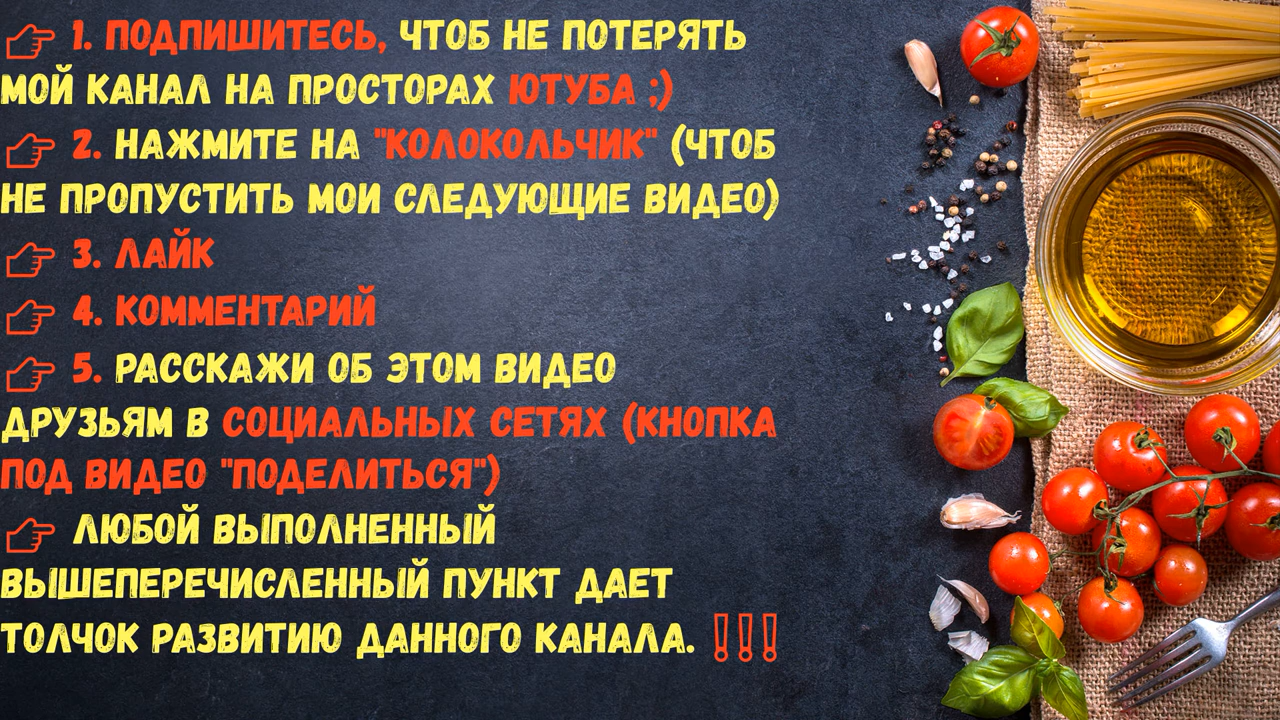 👉 1. ПОДПИШИТЕСЬ, ЧТОБ НЕ ПОТЕРЯТЬ
МОЙ КАНАЛ НА ПРОСТОРАХ ЮТУБА ;)
👉 2. НАЖМИТЕ НА "КОЛОКОЛЬЧИК" (ЧТОБ
НЕ ПРОПУСТИТЬ МОИ СЛЕДУЮЩИЕ ВИДЕО)
👉 3. ЛАЙК
👉 4. КОММЕНТАРИЙ
👉 5. РАССКАЖИ ОБ ЭТОМ ВИДЕО
ДРУЗЬЯМ В СОЦИАЛЬНЫХ СЕТЯХ (КНОПКА
ПОД ВИДЕО "ПОДЕЛИТЬСЯ")
👉 ЛЮБОЙ ВЫПОЛНЕННЫЙ
ВЫШЕПЕРЕЧИСЛЕННЫЙ ПУНКТ ДАЕТ
ТОЛЧОК РАЗВИТИЮ ДАННОГО КАНАЛА. !!!